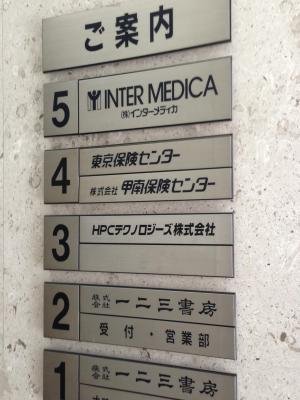 ご案内
5 INTER MEDICA
(株)インターメディカ
4 東京保険センター
株式会社 甲南保険センター
3 HPCテクノロジーズ株式会社
2 株式会社 一二三書房
受付・営業部
1 株式会社 一二三書房